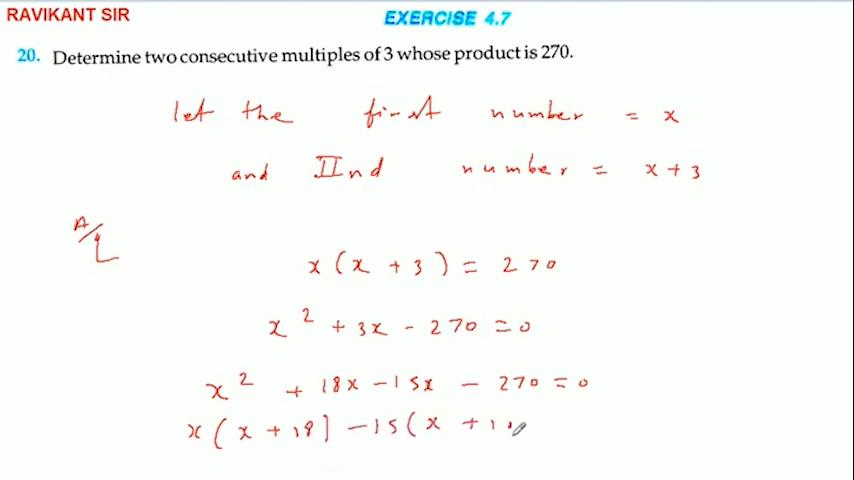 RAVIKANT SIR
EXERCISE 4.7
20. Determine two consecutive multiples of 3 whose product is 270.
let the first number = x
and IInd number = x + 3
A/L
x ( x + 3 ) = 270
x² + 3x - 270 = 0
x² + 18x - 15x - 270 = 0
x ( x + 18 ) - 15 ( x + 1